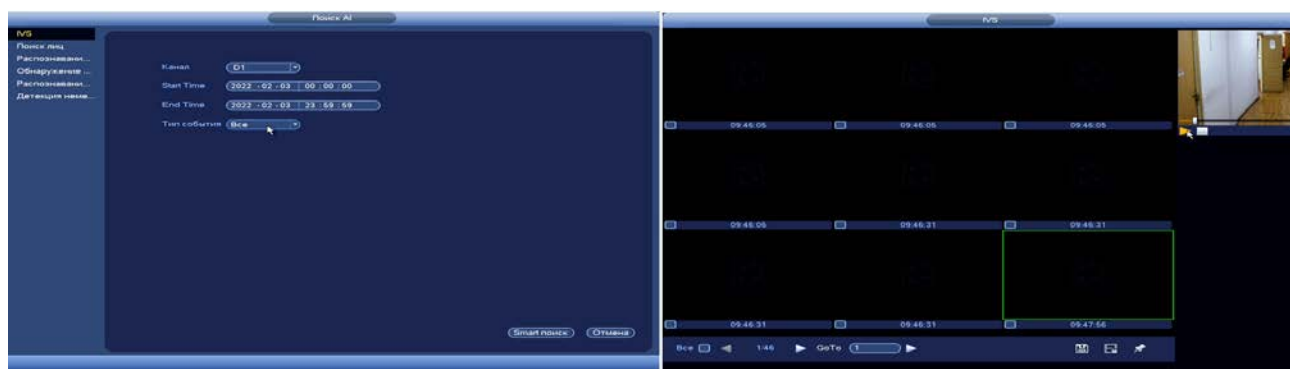 Поиск AI
IVS
Поиск лиц
Распознавани...
Обнаружение ...
Распознавани...
Детекция неме...
Канал D1
Start Time 2022 - 02 - 03 00 : 00 : 00
End Time 2022 - 02 - 03 23 : 59 : 59
Тип события Все
Smart поиск Отмена
IVS
09:46:05 09:46:05 09:46:05
09:46:05 09:46:31 09:46:31
09:46:31 09:46:31 09:47:56
Все 1/46 GoTo 1